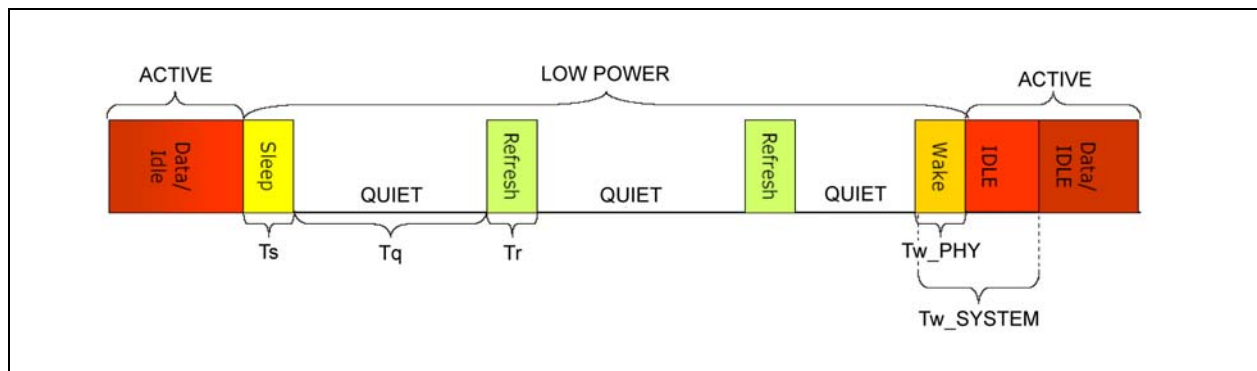 ACTIVE
LOW POWER
ACTIVE
Data/
Idle
Sleep
QUIET
Refresh
QUIET
Refresh
QUIET
Wake
IDLE
Data/
IDLE
Ts
Tq
Tr
Tw_PHY
Tw_SYSTEM